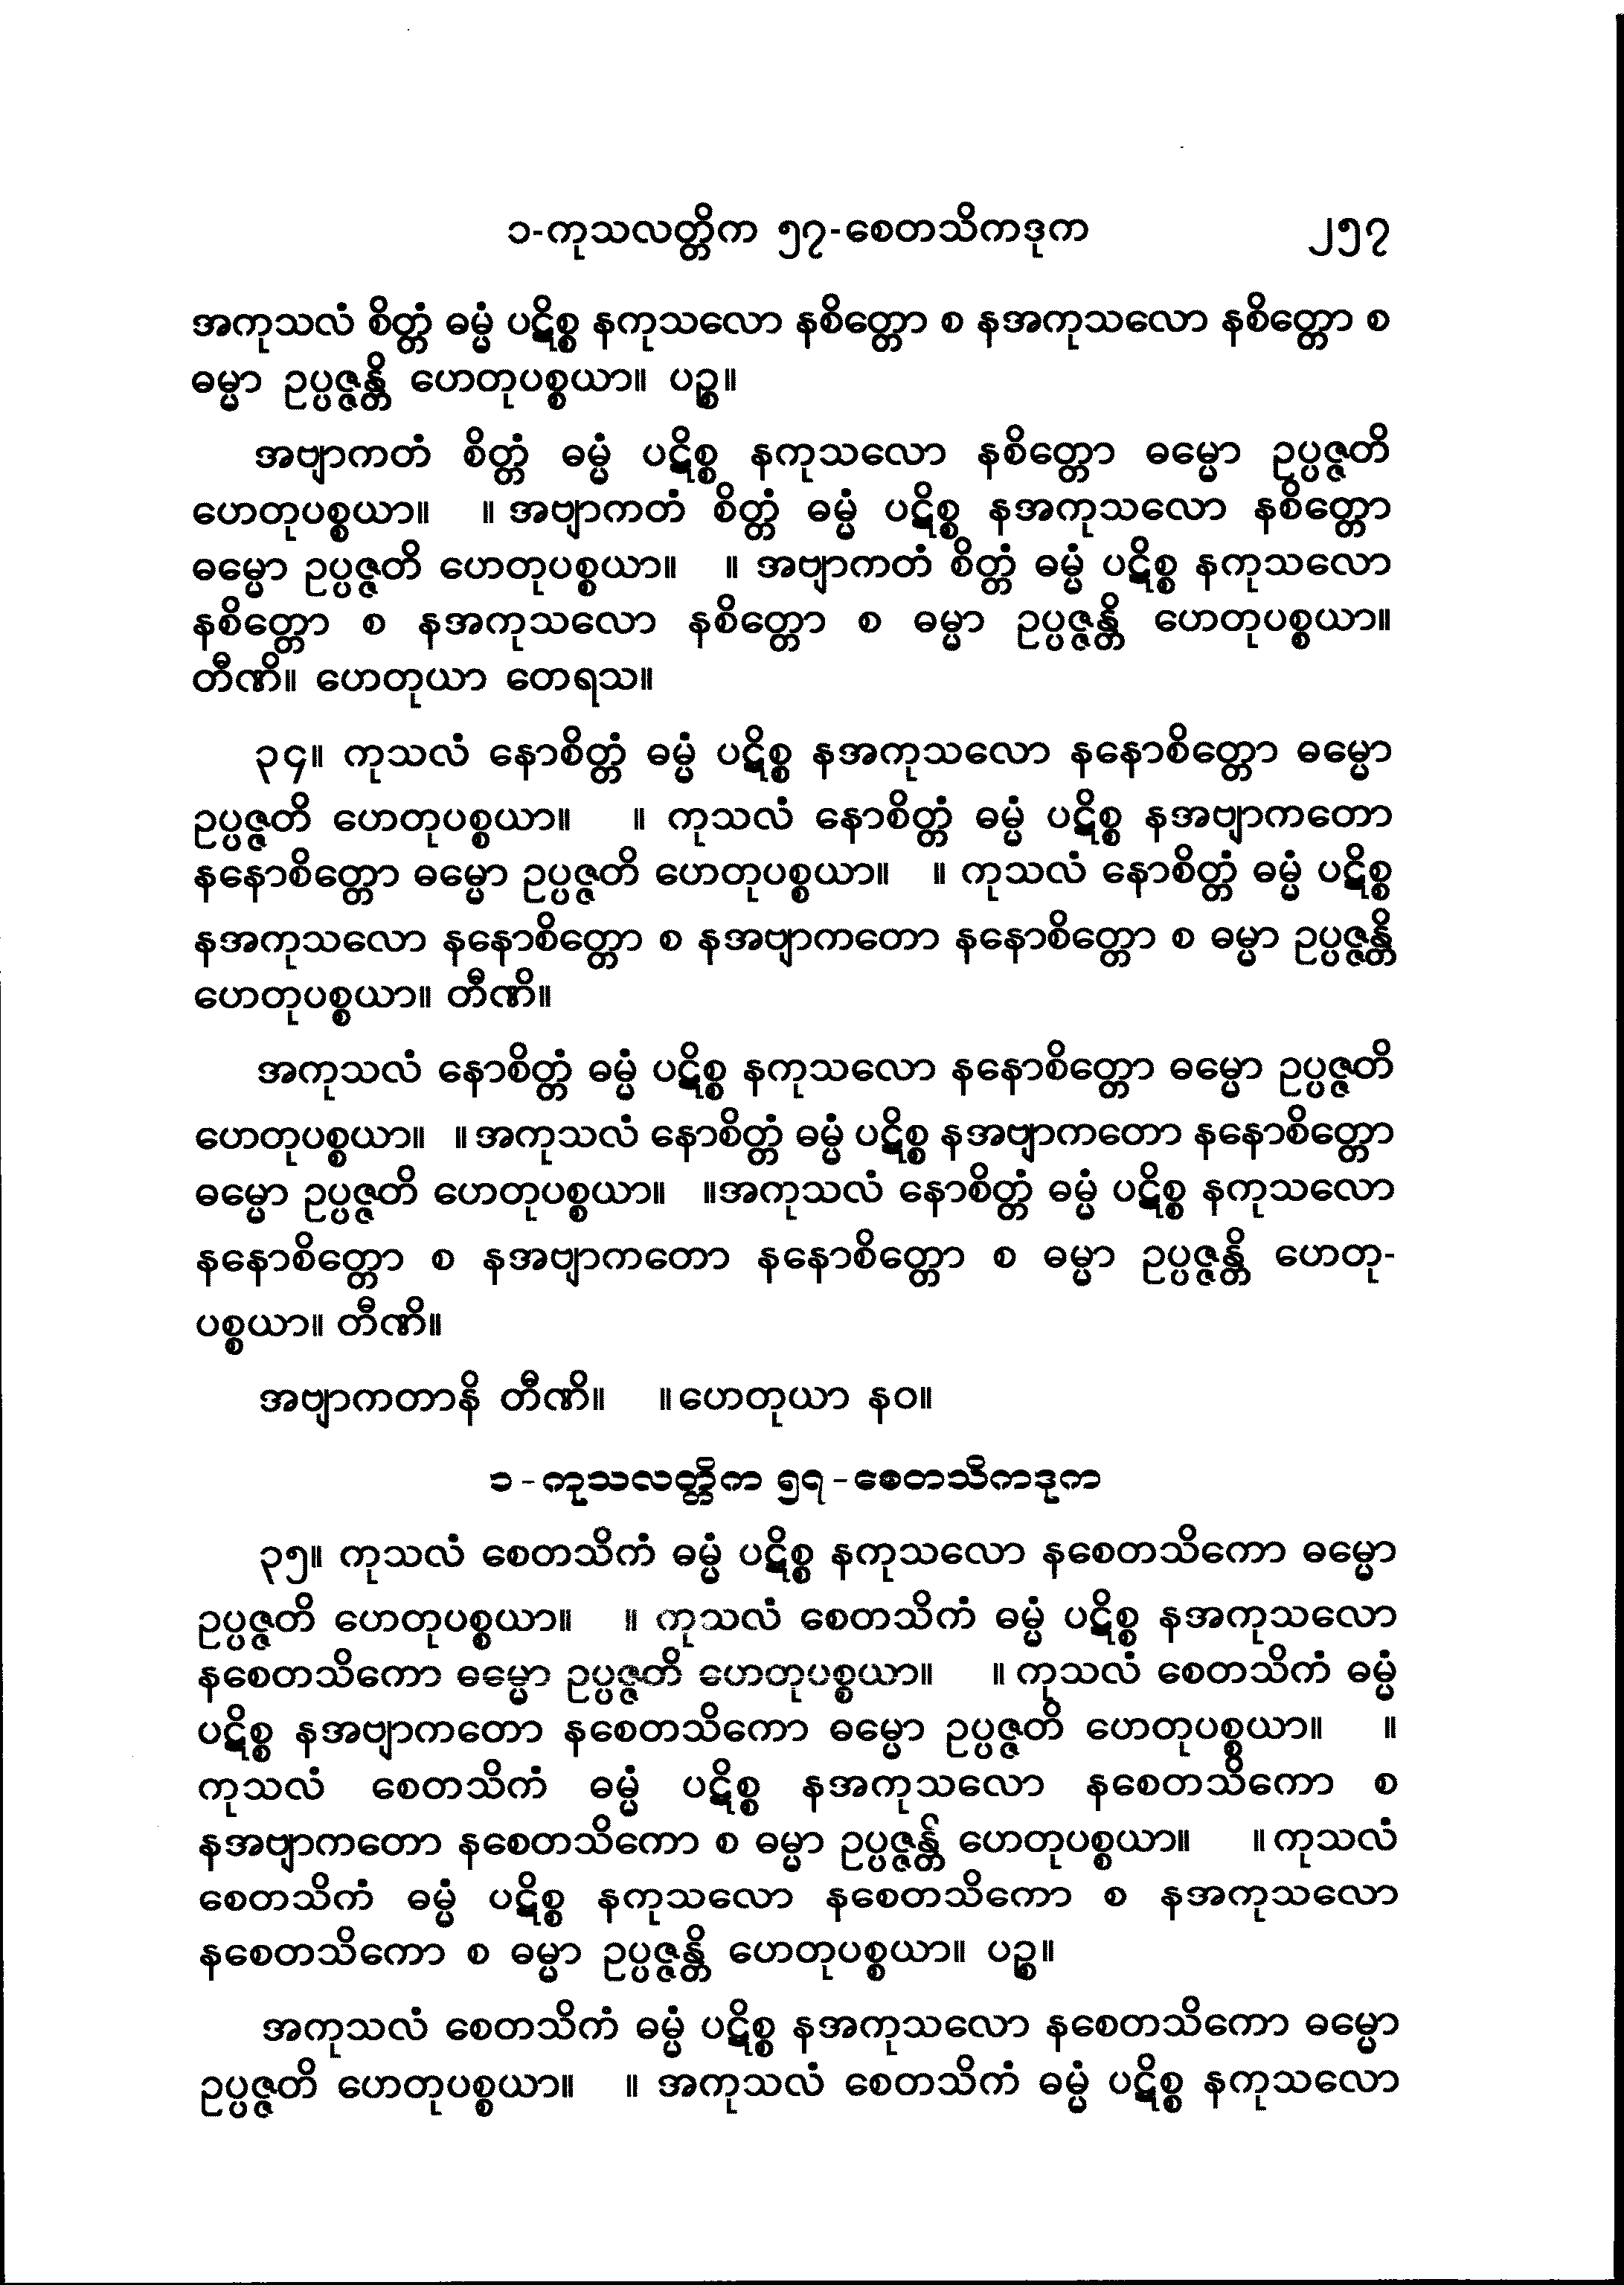 ၁-ကုသလတ္တိက ၅၇-စေတသိကဒုက ၂၅၇
အကုသလံ စိတ္တံ ဓမ္မံ ပဋိစ္စ နကုသလော နစိတ္တော စ နအကုသလော နစိတ္တော စ
ဓမ္မာ ဥပ္ပဇ္ဇန္တိ ဟေတုပစ္စယာ။ ပဉ္စ။
အဗျာကတံ စိတ္တံ ဓမ္မံ ပဋိစ္စ နကုသလော နစိတ္တော ဓမ္မော ဥပ္ပဇ္ဇတိ
ဟေတုပစ္စယာ။ ။ အဗျာကတံ စိတ္တံ ဓမ္မံ ပဋိစ္စ နအကုသလော နစိတ္တော
ဓမ္မော ဥပ္ပဇ္ဇတိ ဟေတုပစ္စယာ။ ။ အဗျာကတံ စိတ္တံ ဓမ္မံ ပဋိစ္စ နကုသလော
နစိတ္တော စ နအကုသလော နစိတ္တော စ ဓမ္မာ ဥပ္ပဇ္ဇန္တိ ဟေတုပစ္စယာ။
တီဏိ။ ဟေတုယာ တေရသ။
၃၄။ ကုသလံ နောစိတ္တံ ဓမ္မံ ပဋိစ္စ နအကုသလော နနောစိတ္တော ဓမ္မော
ဥပ္ပဇ္ဇတိ ဟေတုပစ္စယာ။ ။ ကုသလံ နောစိတ္တံ ဓမ္မံ ပဋိစ္စ နအဗျာကတော
နနောစိတ္တော ဓမ္မော ဥပ္ပဇ္ဇတိ ဟေတုပစ္စယာ။ ။ ကုသလံ နောစိတ္တံ ဓမ္မံ ပဋိစ္စ
နအကုသလော နနောစိတ္တော စ နအဗျာကတော နနောစိတ္တော စ ဓမ္မာ ဥပ္ပဇ္ဇန္တိ
ဟေတုပစ္စယာ။ တီဏိ။
အကုသလံ နောစိတ္တံ ဓမ္မံ ပဋိစ္စ နကုသလော နနောစိတ္တော ဓမ္မော ဥပ္ပဇ္ဇတိ
ဟေတုပစ္စယာ။ ။ အကုသလံ နောစိတ္တံ ဓမ္မံ ပဋိစ္စ နအဗျာကတော နနောစိတ္တော
ဓမ္မော ဥပ္ပဇ္ဇတိ ဟေတုပစ္စယာ။ ။အကုသလံ နောစိတ္တံ ဓမ္မံ ပဋိစ္စ နကုသလော
နနောစိတ္တော စ နအဗျာကတော နနောစိတ္တော စ ဓမ္မာ ဥပ္ပဇ္ဇန္တိ ဟေတု-
ပစ္စယာ။ တီဏိ။
အဗျာကတာနိ တီဏိ။ ။ဟေတုယာ နဝ။
၁-ကုသလတ္တိက ၅၇-စေတသိကဒုက
၃၅။ ကုသလံ စေတသိကံ ဓမ္မံ ပဋိစ္စ နကုသလော နစေတသိကော ဓမ္မော
ဥပ္ပဇ္ဇတိ ဟေတုပစ္စယာ။ ။ ကုသလံ စေတသိကံ ဓမ္မံ ပဋိစ္စ နအကုသလော
နစေတသိကော ဓမ္မော ဥပ္ပဇ္ဇတိ ဟေတုပစ္စယာ။ ။ ကုသလံ စေတသိကံ ဓမ္မံ
ပဋိစ္စ နအဗျာကတော နစေတသိကော ဓမ္မော ဥပ္ပဇ္ဇတိ ဟေတုပစ္စယာ။ ။
ကုသလံ စေတသိကံ ဓမ္မံ ပဋိစ္စ နအကုသလော နစေတသိကော စ
နအဗျာကတော နစေတသိကော စ ဓမ္မာ ဥပ္ပဇ္ဇန္တိ ဟေတုပစ္စယာ။ ။ ကုသလံ
စေတသိကံ ဓမ္မံ ပဋိစ္စ နကုသလော နစေတသိကော စ နအကုသလော
နစေတသိကော စ ဓမ္မာ ဥပ္ပဇ္ဇန္တိ ဟေတုပစ္စယာ။ ပဉ္စ။
အကုသလံ စေတသိကံ ဓမ္မံ ပဋိစ္စ နအကုသလော နစေတသိကော ဓမ္မော
ဥပ္ပဇ္ဇတိ ဟေတုပစ္စယာ။ ။ အကုသလံ စေတသိကံ ဓမ္မံ ပဋိစ္စ နကုသလော